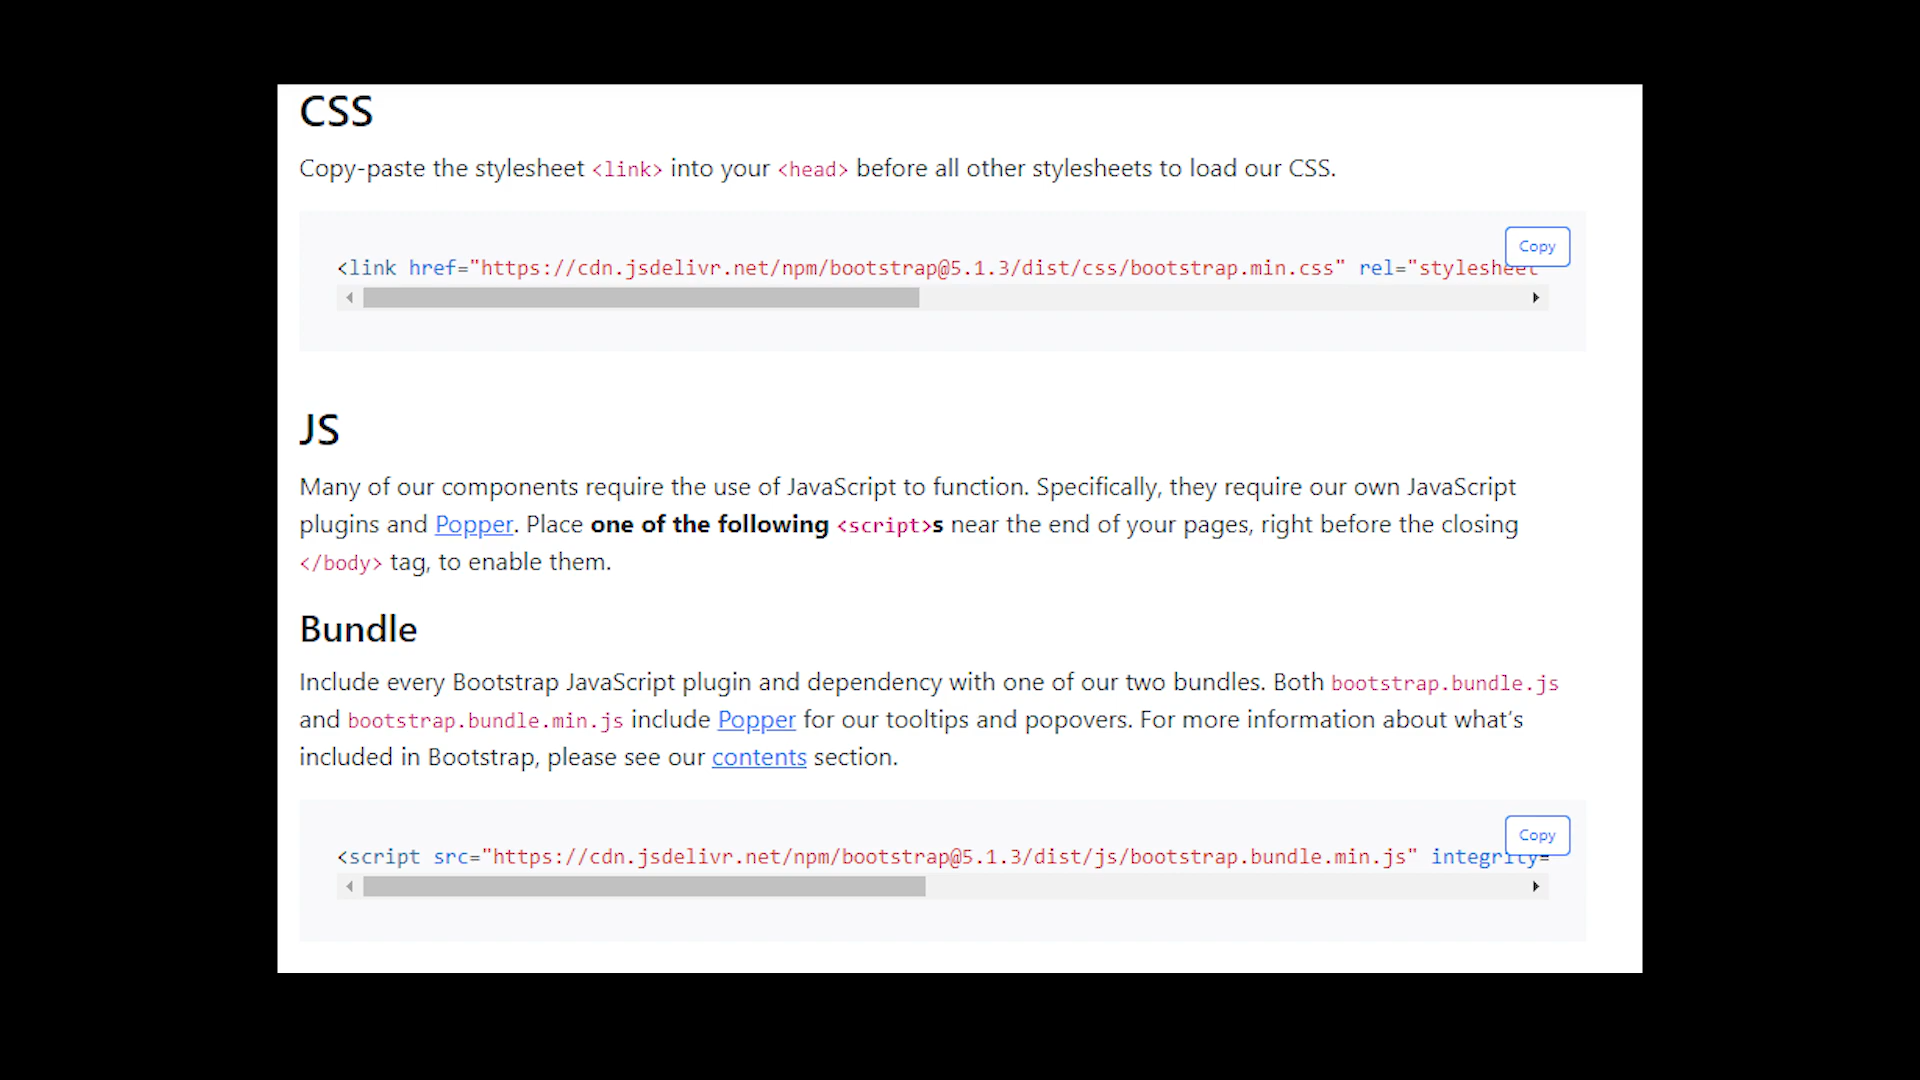 CSS
Copy-paste the stylesheet <link> into your <head> before all other stylesheets to load our CSS.
Copy
<link href="https://cdn.jsdelivr.net/npm/bootstrap@5.1.3/dist/css/bootstrap.min.css" rel="stylesheet
JS
Many of our components require the use of JavaScript to function. Specifically, they require our own JavaScript
plugins and Popper. Place one of the following <script>s near the end of your pages, right before the closing
</body> tag, to enable them.
Bundle
Include every Bootstrap JavaScript plugin and dependency with one of our two bundles. Both bootstrap.bundle.js
and bootstrap.bundle.min.js include Popper for our tooltips and popovers. For more information about what’s
included in Bootstrap, please see our contents section.
Copy
<script src="https://cdn.jsdelivr.net/npm/bootstrap@5.1.3/dist/js/bootstrap.bundle.min.js" integrity=